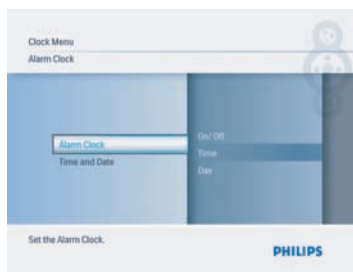 Clock Menu
Alarm Clock
Alarm Clock
Time and Date
On/ Off
Time
Day
Set the Alarm Clock.
PHILIPS